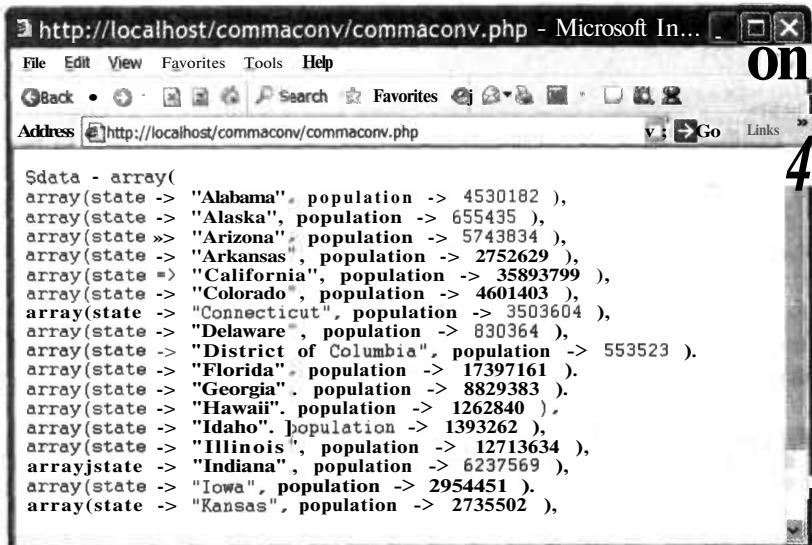 http://localhost/commaconv/commaconv.php - Microsoft In...
on
File Edit View Favorites Tools Help
Back Search Favorites
Address http://localhost/commaconv/commaconv.php v ; Go Links »
4
$data - array(
array(state -> "Alabama", population -> 4530182 ),
array(state -> "Alaska", population -> 655435 ),
array(state »> "Arizona", population -> 5743834 ),
array(state -> "Arkansas", population -> 2752629 ),
array(state => "California", population -> 35893799 ),
array(state -> "Colorado", population -> 4601403 ),
array(state -> "Connecticut", population -> 3503604 ),
array(state -> "Delaware", population -> 830364 ),
array(state -> "District of Columbia", population -> 553523 ).
array(state -> "Florida", population -> 17397161 ).
array(state -> "Georgia". population -> 8829383 ).
array(state -> "Hawaii". population -> 1262840 ),
array(state -> "Idaho". ]population -> 1393262 ),
array(state -> "Illinois", population -> 12713634 ),
arrayjstate -> "Indiana", population -> 6237569 ),
array(state -> "Iowa", population -> 2954451 ).
array(state -> "Kansas", population -> 2735502 ),